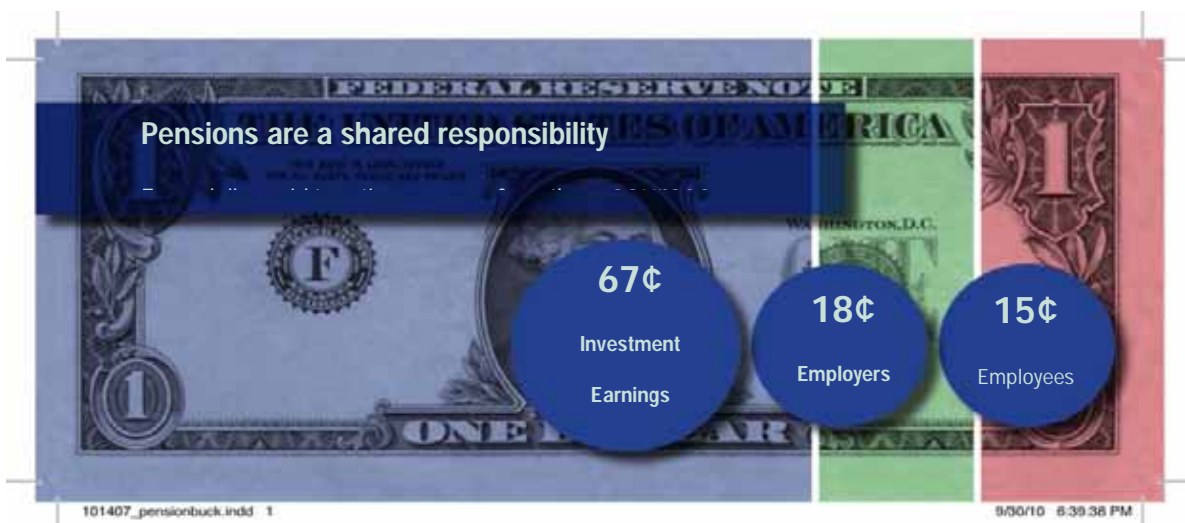 FEDERAL RESERVE NOTE
THE UNITED STATES OF AMERICA
Pensions are a shared responsibility
WASHINGTON, D.C.
F
1
1
1
67¢
Investment
Earnings
18¢
Employers
15¢
Employees
101407_pensionbuck.indd 1
9/30/10 6:39:38 PM